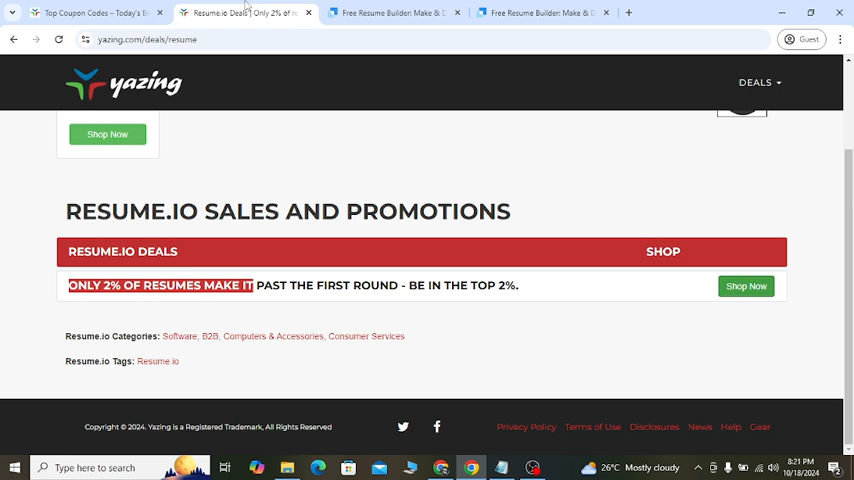 Top Coupon Codes – Today's Be
Resume.io Deals | Only 2% of re
Free Resume Builder: Make & D
Free Resume Builder: Make & D
yazing.com/deals/resume
Guest
yazing
DEALS
Shop Now
RESUME.IO SALES AND PROMOTIONS
RESUME.IO DEALS SHOP
ONLY 2% OF RESUMES MAKE IT PAST THE FIRST ROUND - BE IN THE TOP 2%. Shop Now
Resume.io Categories: Software, B2B, Computers & Accessories, Consumer Services
Resume.io Tags: Resume.io
Copyright © 2024. Yazing is a Registered Trademark, All Rights Reserved
Privacy Policy Terms of Use Disclosures News Help Gear
Type here to search
26°C Mostly cloudy
8:21 PM
10/18/2024
2